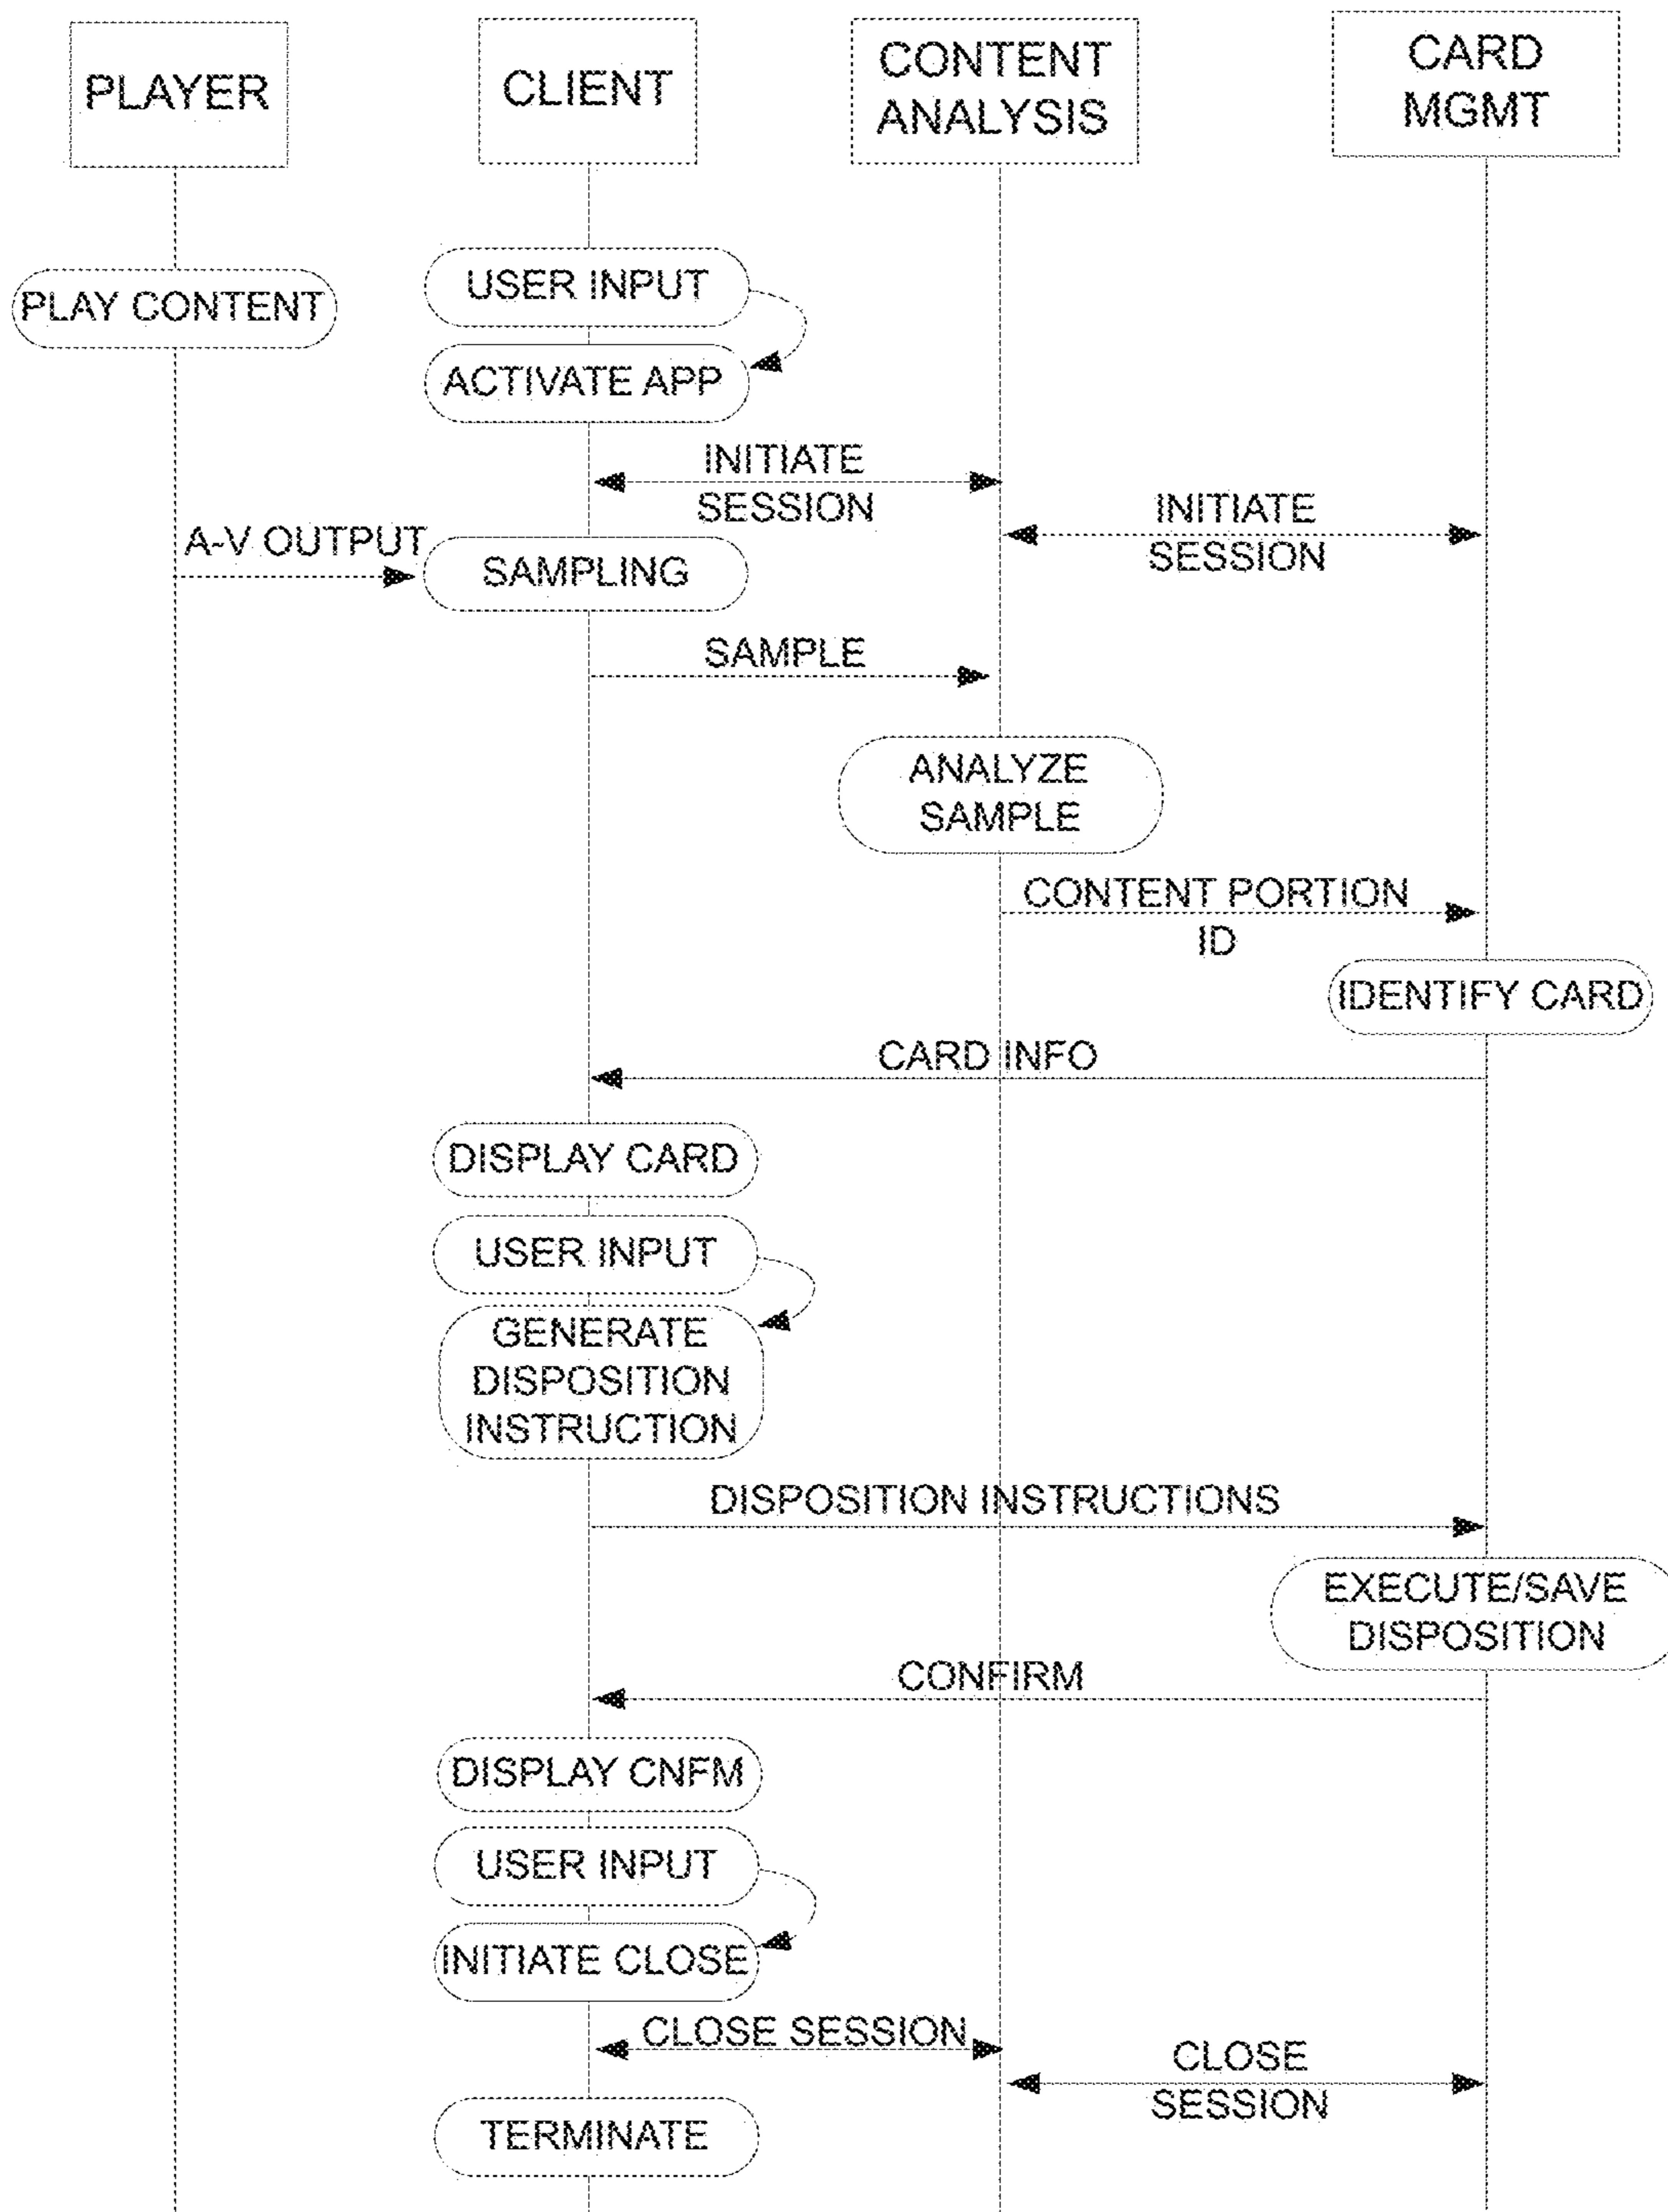 PLAYER
CLIENT
CONTENT
ANALYSIS
CARD
MGMT
USER INPUT
PLAY CONTENT
ACTIVATE APP
INITIATE
SESSION
INITIATE
SESSION
A-V OUTPUT
SAMPLING
SAMPLE
ANALYZE
SAMPLE
CONTENT PORTION
ID
IDENTIFY CARD
CARD INFO
DISPLAY CARD
USER INPUT
GENERATE
DISPOSITION
INSTRUCTION
DISPOSITION INSTRUCTIONS
EXECUTE/SAVE
DISPOSITION
CONFIRM
DISPLAY CNFM
USER INPUT
INITIATE CLOSE
CLOSE SESSION
CLOSE
SESSION
TERMINATE